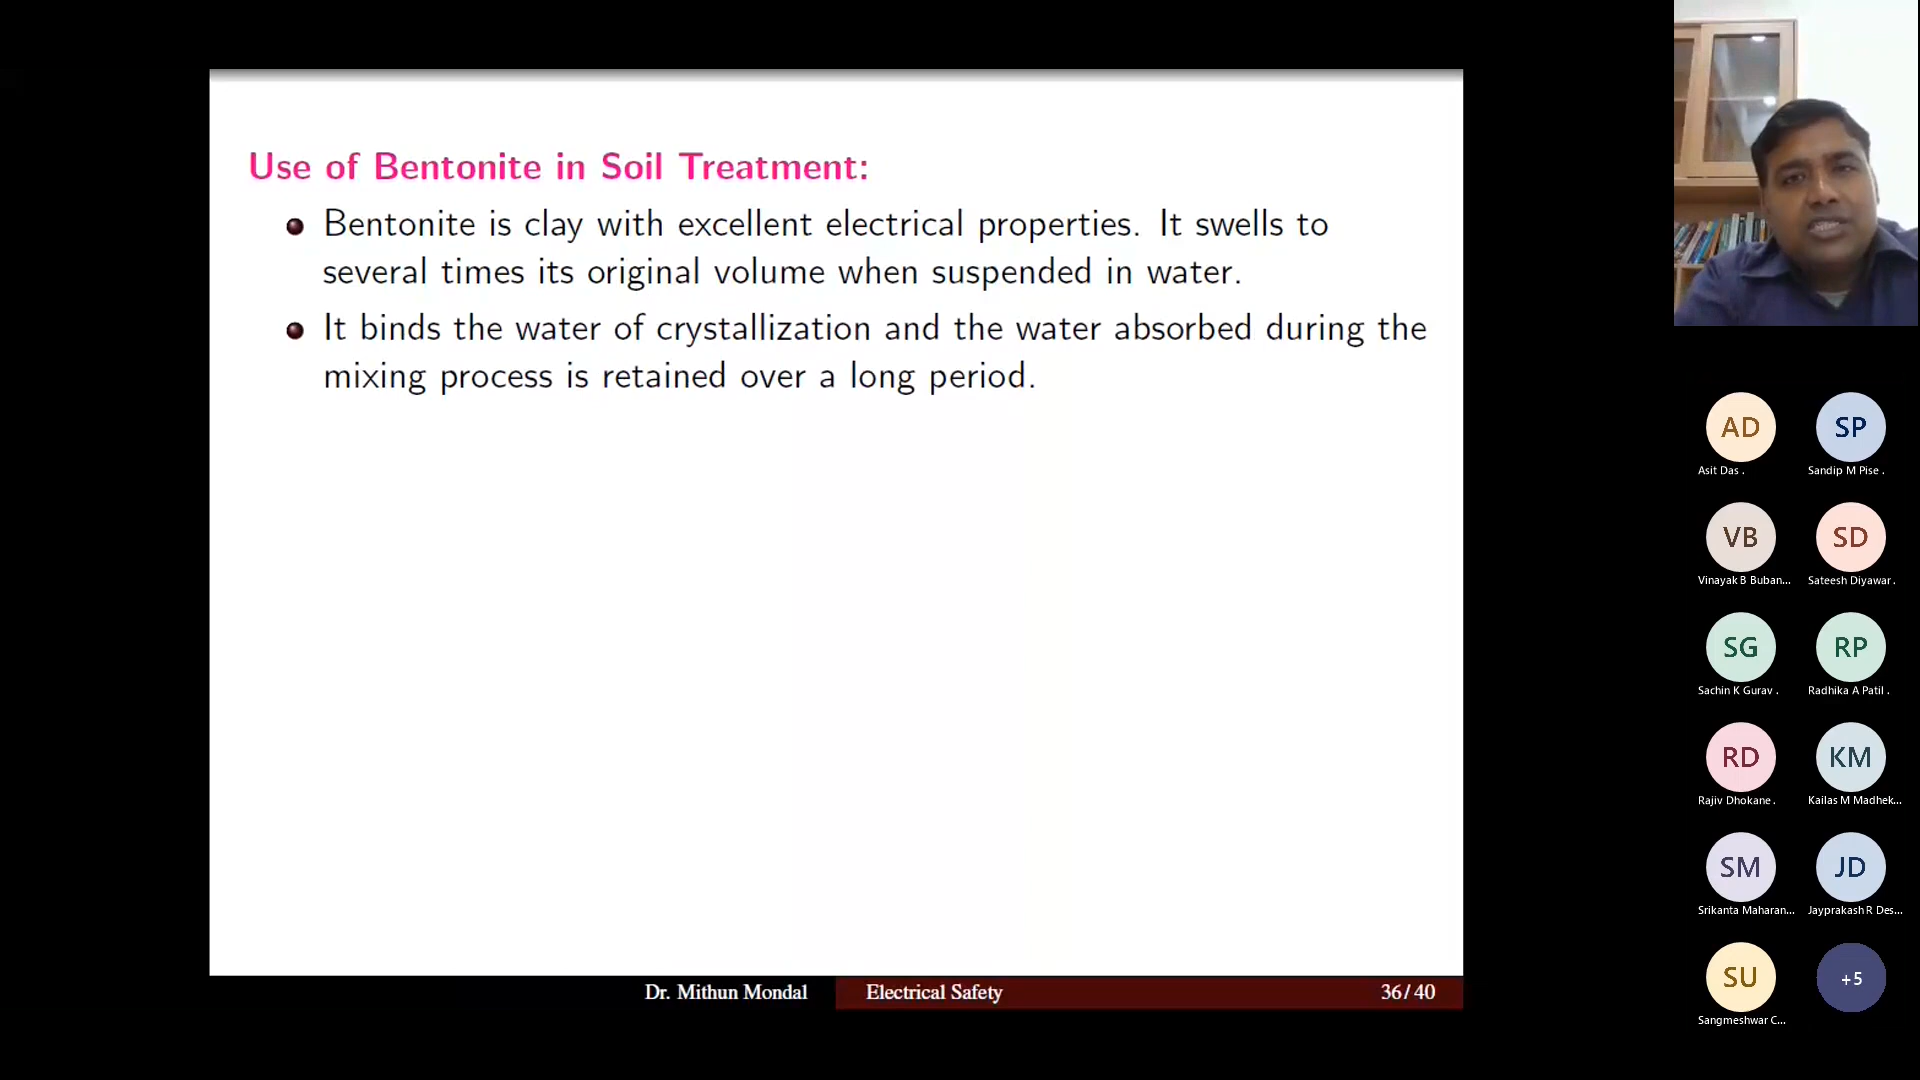 Use of Bentonite in Soil Treatment:
Bentonite is clay with excellent electrical properties. It swells to
several times its original volume when suspended in water.
It binds the water of crystallization and the water absorbed during the
mixing process is retained over a long period.
Dr. Mithun Mondal
Electrical Safety
36/40
AD
Asit Das .
SP
Sandip M Pise .
VB
Vinayak B Buban...
SD
Sateesh Diyawar .
SG
Sachin K Gurav .
RP
Radhika A Patil .
RD
Rajiv Dhokane .
KM
Kailas M Madhek...
SM
Srikanta Maharan...
JD
Jayprakash R Des...
SU
Sangmeshwar C...
+5